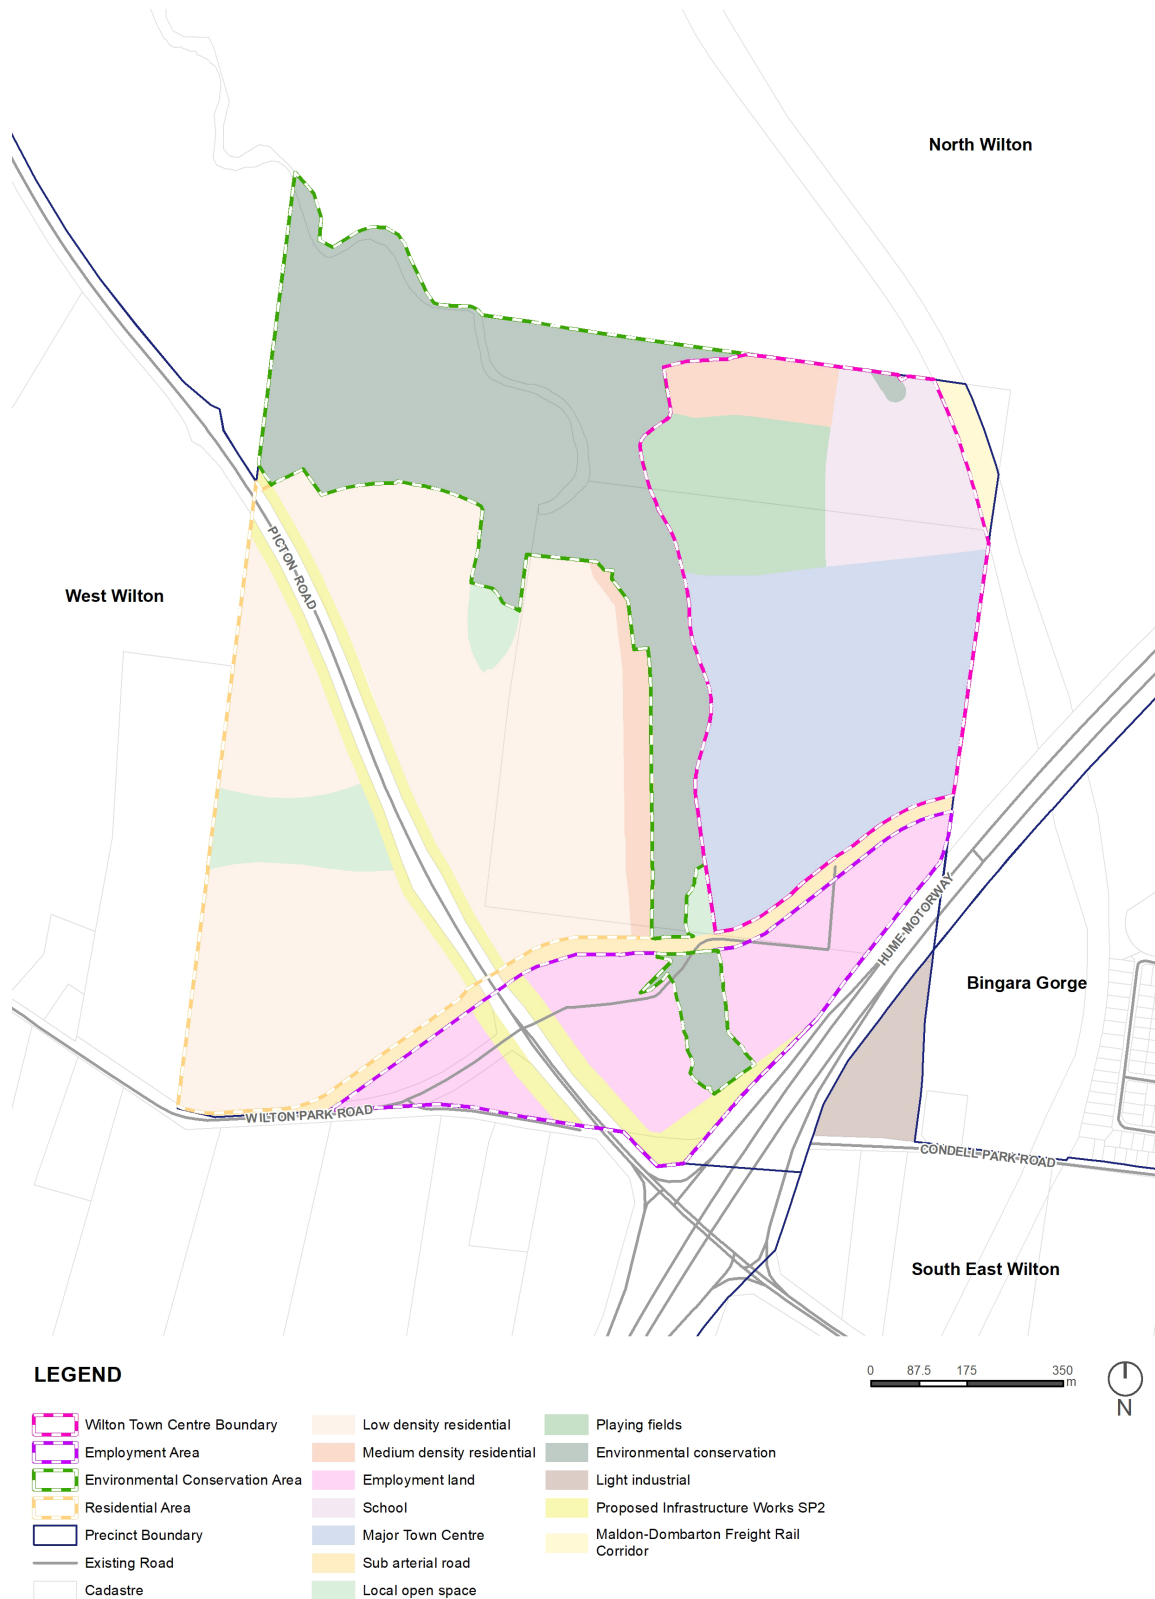 North Wilton
PICTON-ROAD
West Wilton
HUME-MOTORWAY
Bingara Gorge
WILTON PARK ROAD
CONDELL PARK ROAD
South East Wilton
LEGEND
0 87.5 175 350
m
N
Wilton Town Centre Boundary
Employment Area
Environmental Conservation Area
Residential Area
Precinct Boundary
Existing Road
Cadastre
Low density residential
Medium density residential
Employment land
School
Major Town Centre
Sub arterial road
Local open space
Playing fields
Environmental conservation
Light industrial
Proposed Infrastructure Works SP2
Maldon-Dombarton Freight Rail
Corridor